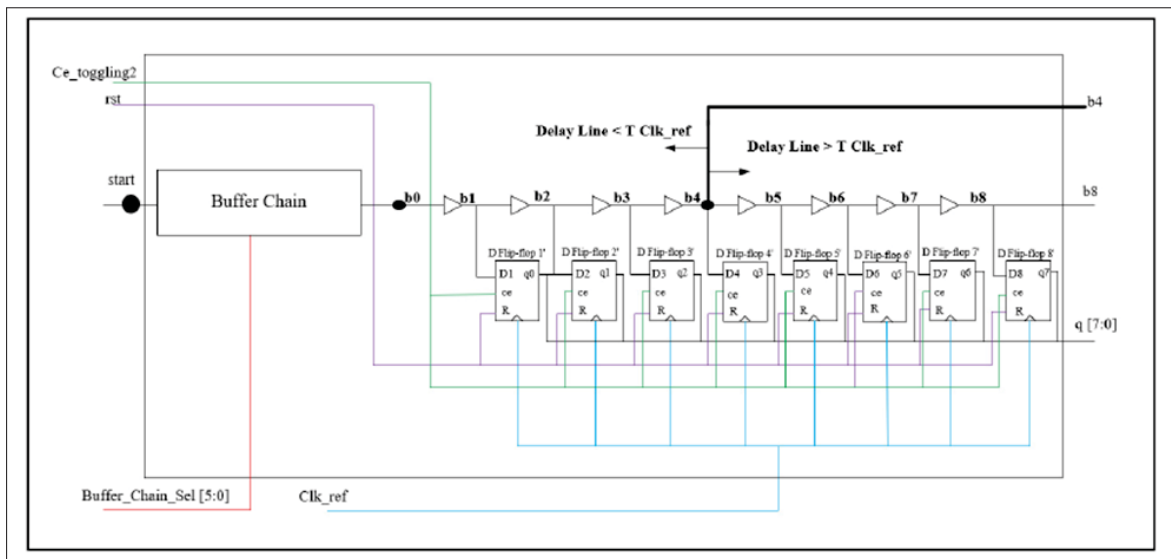 Ce_toggling2
rst
b4
Delay Line < T Clk_ref
Delay Line > T Clk_ref
start
Buffer Chain
b0 b1 b2 b3 b4 b5 b6 b7 b8
b8
D Flip-flop 1' D Flip-flop 2' D Flip-flop 3' D Flip-flop 4' D Flip-flop 5' D Flip-flop 6' D Flip-flop 7' D Flip-flop 8'
D1 q0 D2 q1 D3 q2 D4 q3 D5 q4 D6 q5 D7 q6 D8 q7
ce ce ce ce ce ce ce ce
R R R R R R R R
q [7:0]
Buffer_Chain_Sel [5:0]
Clk_ref